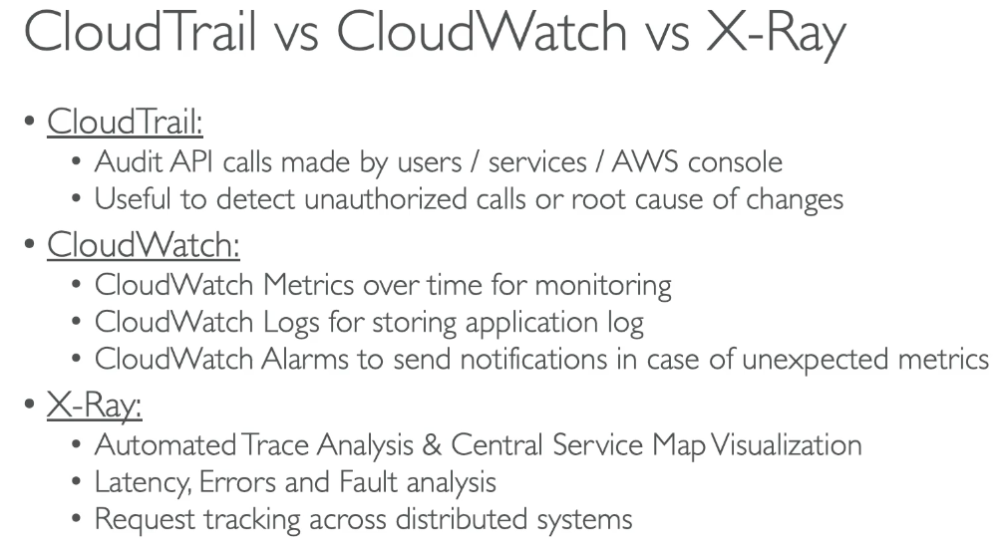 CloudTrail vs CloudWatch vs X-Ray
• CloudTrail:
• Audit API calls made by users / services / AWS console
• Useful to detect unauthorized calls or root cause of changes
• CloudWatch:
• CloudWatch Metrics over time for monitoring
• CloudWatch Logs for storing application log
• CloudWatch Alarms to send notifications in case of unexpected metrics
• X-Ray:
• Automated Trace Analysis & Central Service Map Visualization
• Latency, Errors and Fault analysis
• Request tracking across distributed systems